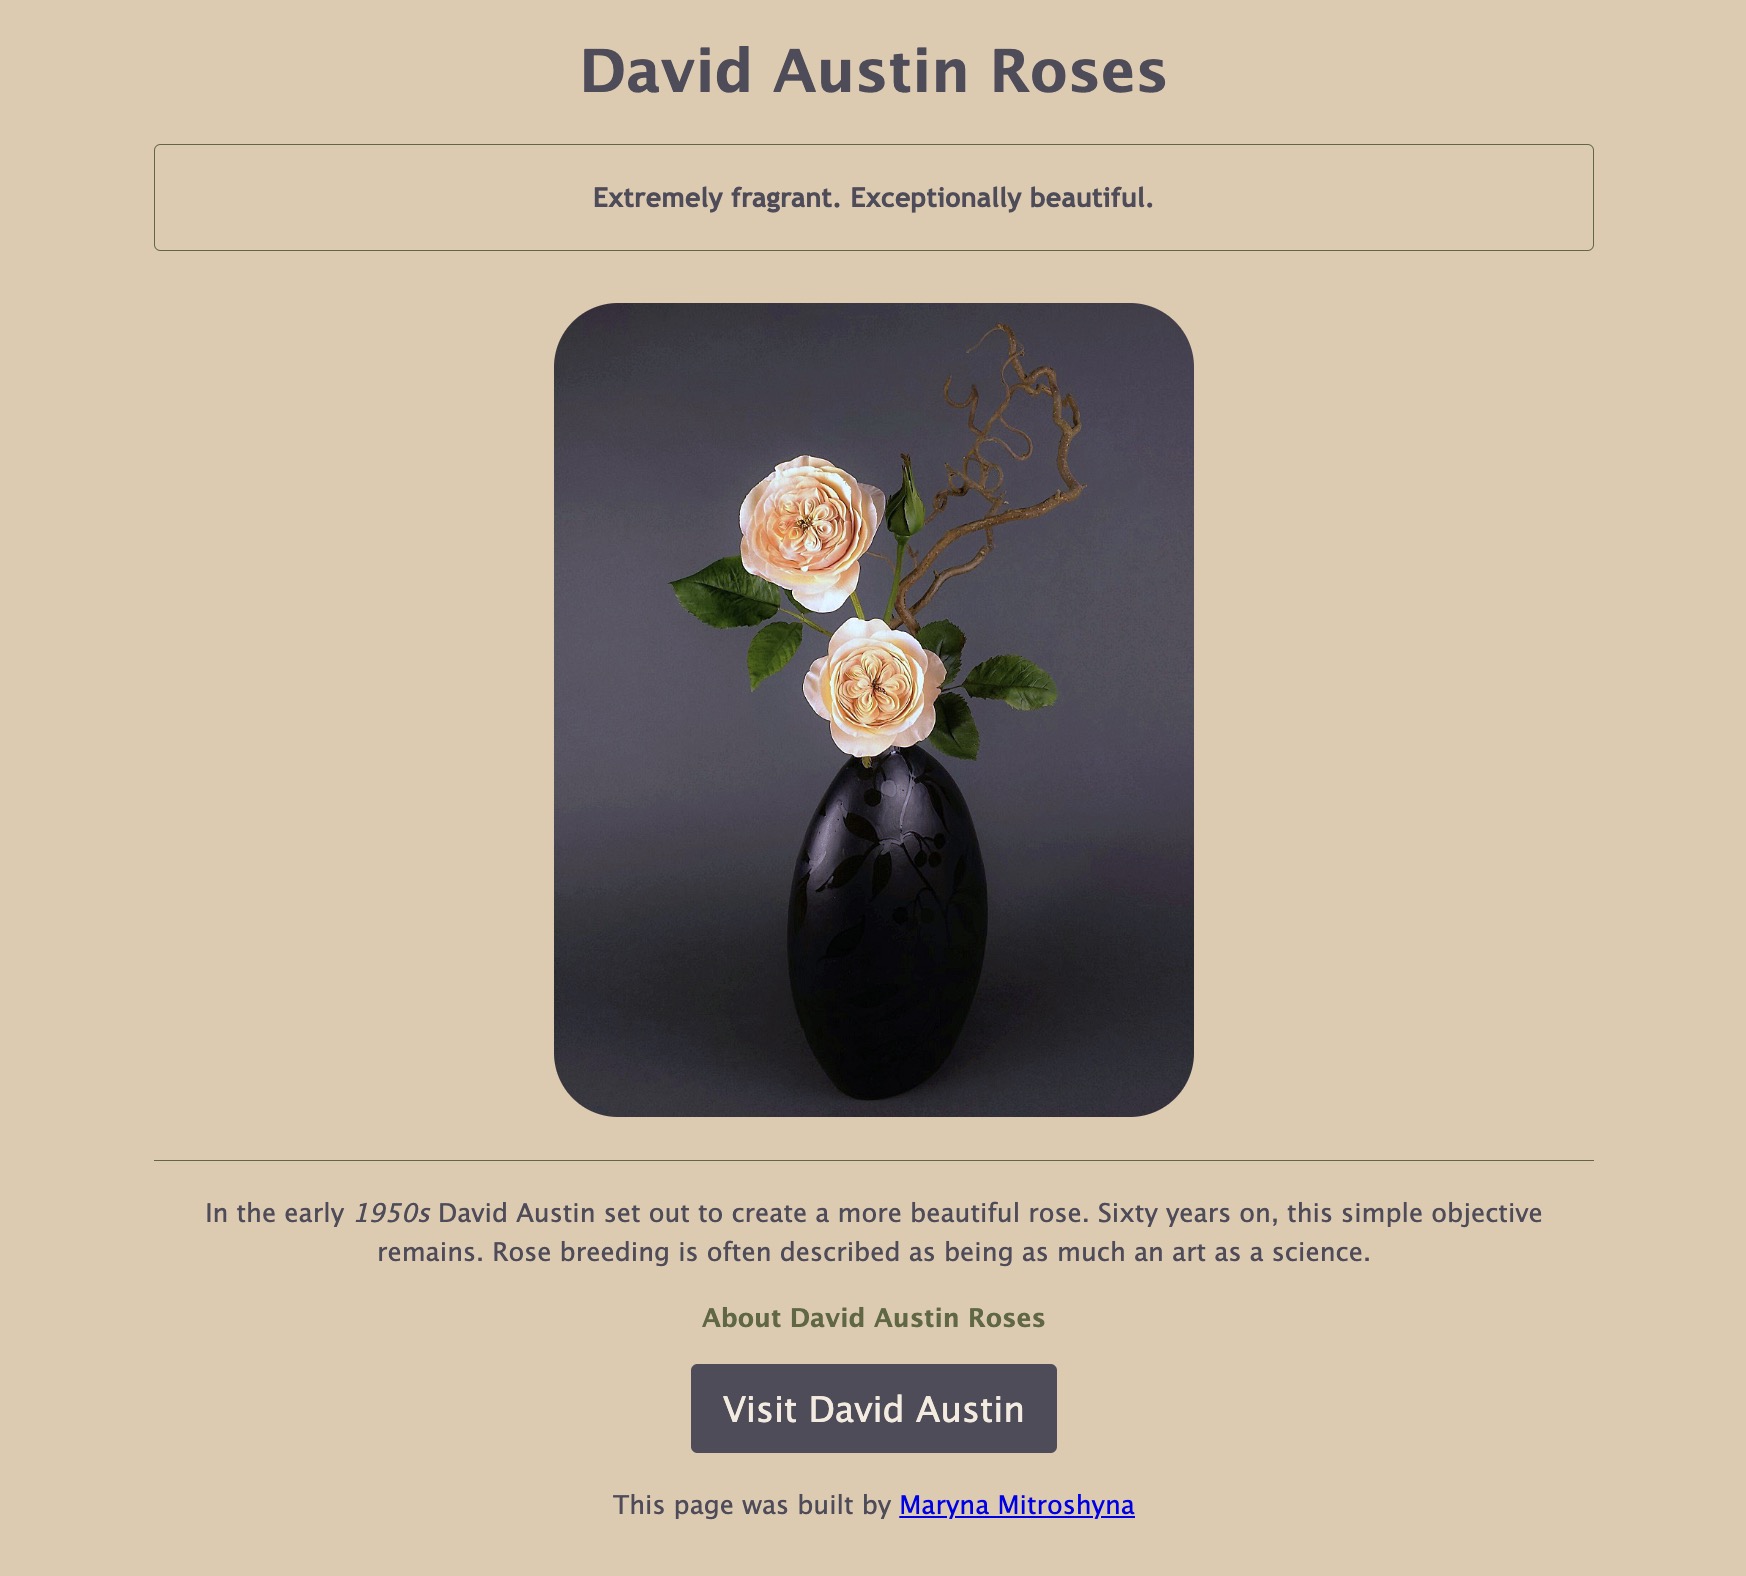 David Austin Roses
Extremely fragrant. Exceptionally beautiful.
In the early 1950s David Austin set out to create a more beautiful rose. Sixty years on, this simple objective
remains. Rose breeding is often described as being as much an art as a science.
About David Austin Roses
Visit David Austin
This page was built by Maryna Mitroshyna